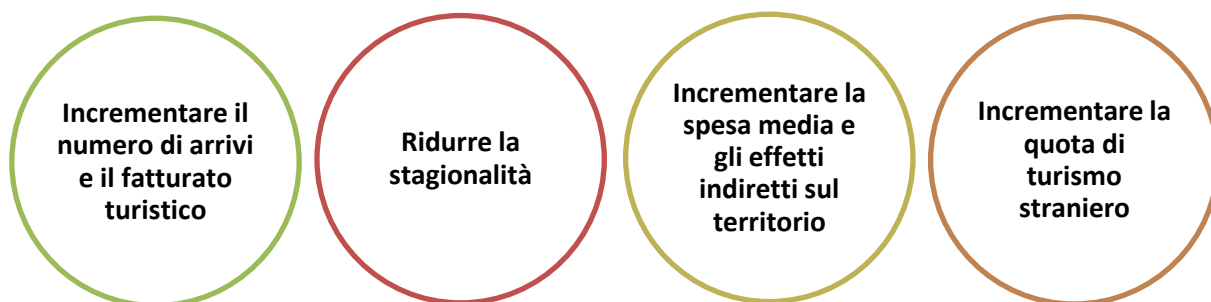 Incrementare il
numero di arrivi
e il fatturato
turistico
Ridurre la
stagionalità
Incrementare la
spesa media e
gli effetti
indiretti sul
territorio
Incrementare la
quota di
turismo
straniero